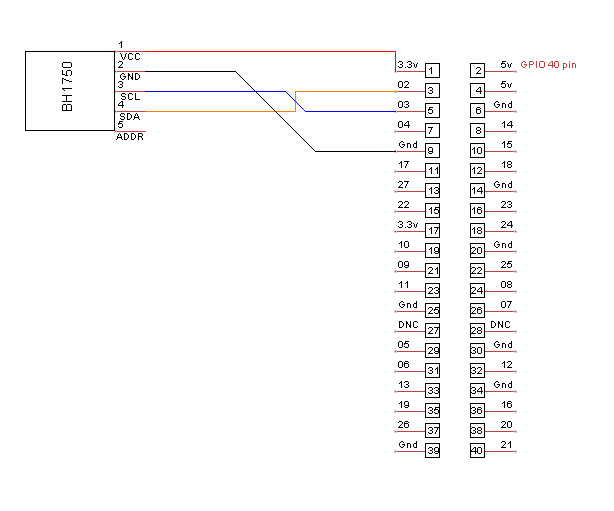 BH1750
1
VCC
2
GND
3
SCL
4
SDA
5
ADDR
3.3v 1 2 5v GPIO 40 pin
02 3 4 5v
03 5 6 Gnd
04 7 8 14
Gnd 9 10 15
17 11 12 18
27 13 14 Gnd
22 15 16 23
3.3v 17 18 24
10 19 20 Gnd
09 21 22 25
11 23 24 08
Gnd 25 26 07
DNC 27 28 DNC
05 29 30 Gnd
06 31 32 12
13 33 34 Gnd
19 35 36 16
26 37 38 20
Gnd 39 40 21